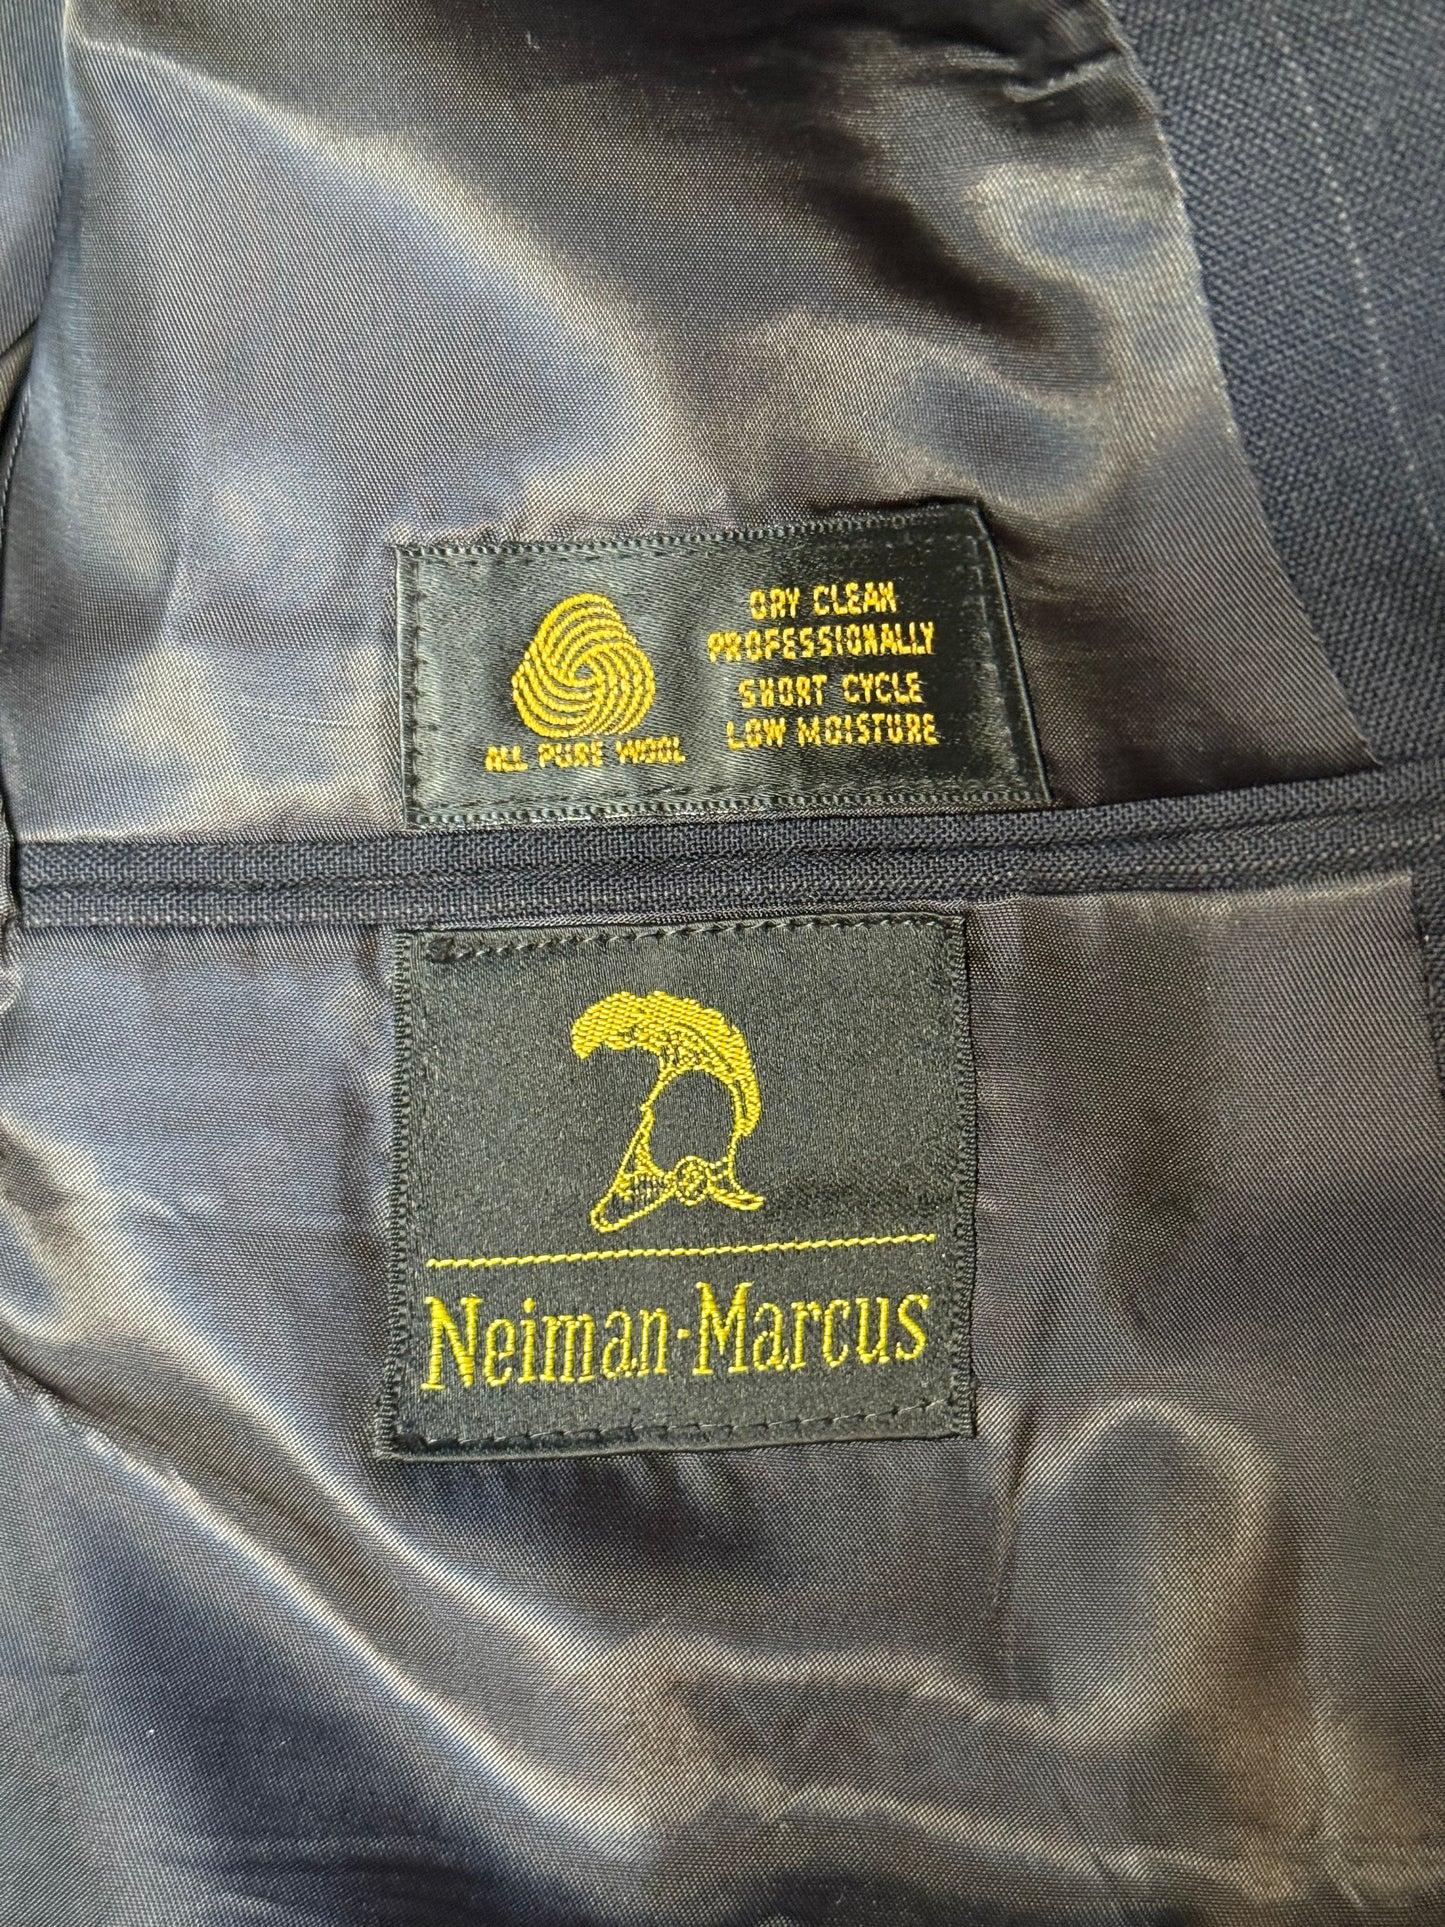 ALL PURE WOOL
DRY CLEAN
PROFESSIONALLY
SHORT CYCLE
LOW MOISTURE
Neiman-Marcus